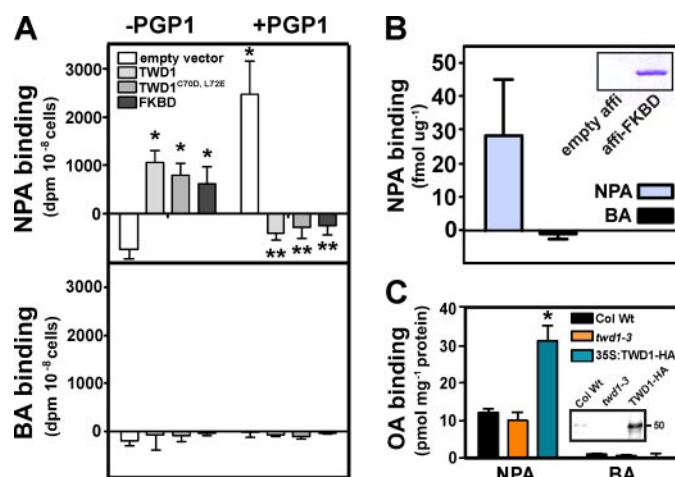 A
-PGP1 +PGP1
NPA binding
(dpm 10⁻⁸ cells)
3000
2000
1000
0
empty vector
TWD1
TWD1C70D, L72E
FKBD
*
* * *
** ** **
BA binding
(dpm 10⁻⁸ cells)
3000
2000
1000
0
B
NPA binding
(fmol ug⁻¹)
50
40
30
20
10
0
empty affi
affi-FKBD
NPA
BA
C
OA binding
(pmol mg⁻¹ protein)
40
30
20
10
0
Col Wt
twd1-3
35S:TWD1-HA
*
Col Wt
twd1-3
TWD1-HA
50
NPA BA